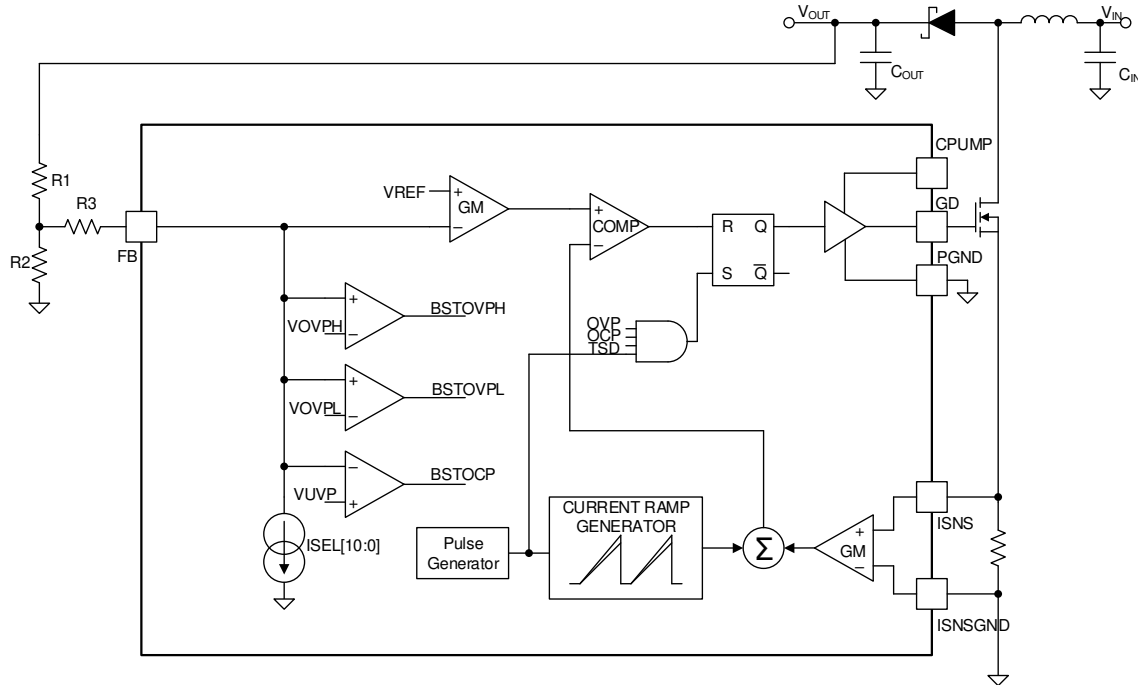 VOUT
VIN
COUT
CIN
CPUMP
R1
VREF
+
GM
−
+
COMP
−
R Q
S Q
GD
R3
R2
FB
PGND
+
VOVPH
−
BSTOVPH
OVP
OCP
TSD
+
VOVPL
−
BSTOVPL
−
VUVP
+
BSTOCP
ISEL[10:0]
Pulse
Generator
CURRENT RAMP
GENERATOR
Σ
+
GM
−
ISNS
ISNSGND